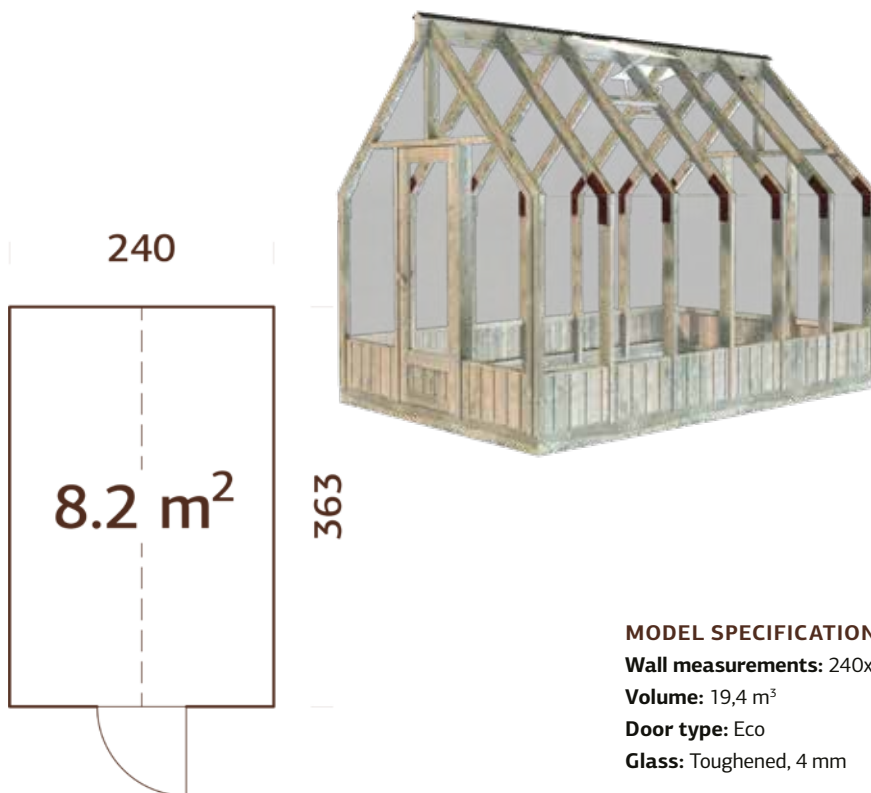 240
8.2 m²
363
MODEL SPECIFICATION
Wall measurements: 240x
Volume: 19,4 m³
Door type: Eco
Glass: Toughened, 4 mm